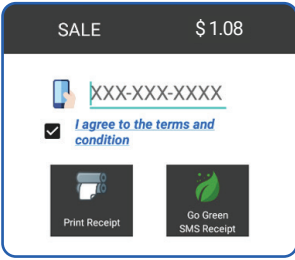 SALE $1.08
XXX-XXX-XXXX
I agree to the terms and
condition
Print Receipt
Go Green
SMS Receipt